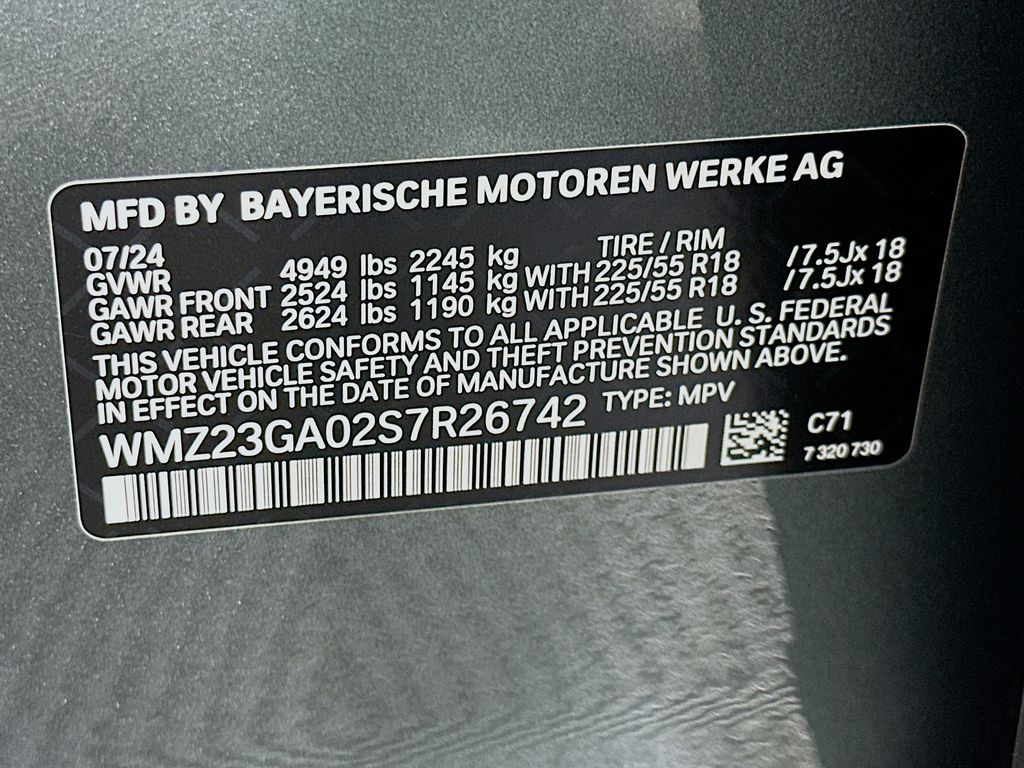 MFD BY BAYERISCHE MOTOREN WERKE AG
07/24 TIRE / RIM
GVWR 4949 lbs 2245 kg
GAWR FRONT 2524 lbs 1145 kg WITH 225/55 R18 /7.5Jx 18
GAWR REAR 2624 lbs 1190 kg WITH 225/55 R18 /7.5Jx 18
THIS VEHICLE CONFORMS TO ALL APPLICABLE U. S. FEDERAL
MOTOR VEHICLE SAFETY AND THEFT PREVENTION STANDARDS
IN EFFECT ON THE DATE OF MANUFACTURE SHOWN ABOVE.
WMZ23GA02S7R26742 TYPE: MPV
C71
7 320 730